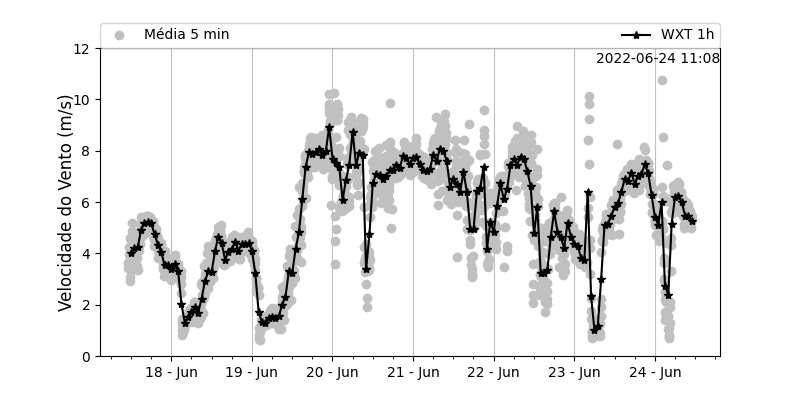 Média 5 min
WXT 1h
2022-06-24 11:08
Velocidade do Vento (m/s)
12
10
8
6
4
2
0
18 - Jun
19 - Jun
20 - Jun
21 - Jun
22 - Jun
23 - Jun
24 - Jun